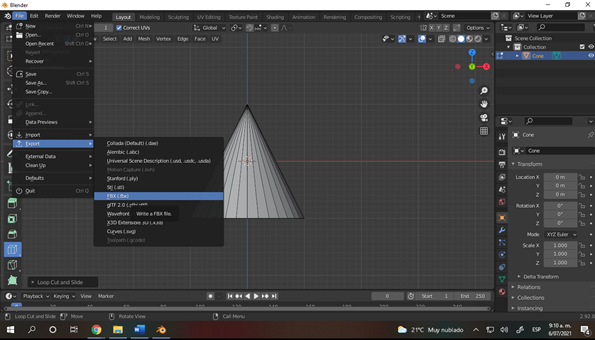 Blender
File Edit Render Window Help Layout Modeling Sculpting UV Editing Texture Paint Shading Animation Rendering Compositing Scripting Scene View Layer
New
Open...
Open Recent Shift Ctrl O
Revert
Recover
Save Ctrl S
Save As... Shift Ctrl S
Save Copy...
Link...
Append...
Data Previews
Import
Export
External Data
Clean Up
Defaults
Quit Ctrl Q
1 Correct UVs
Global
Options
Select Add Mesh Vertex Edge Face UV
Collada (Default) (.dae)
Alembic (.abc)
Universal Scene Description (.usd, .usdc, .usda)
Motion Capture (.bvh)
Stanford (.ply)
Stl (.stl)
FBX (.fbx)
glTF 2.0
Wavefront Write a FBX file.
X3D Extensible 3D (.x3d)
Curves (.svg)
Toolpath (.gcode)
Loop Cut and Slide
Scene Collection
Collection
Cone
Cone
Cone
Transform
Location X 0 m
Y 0 m
Z 0 m
Rotation X 0°
Y 0°
Z 0°
Mode XYZ Euler
Scale X 1.000
Y 1.000
Z 1.000
Delta Transform
Relations
Collections
Instancing
Playback Keying View Marker 0 Start 1 End 250
Loop Cut and Slide Move Rotate View Call Menu 2.92.0
21°C Muy nublado ESP 9:10 a. m.
6/07/2021